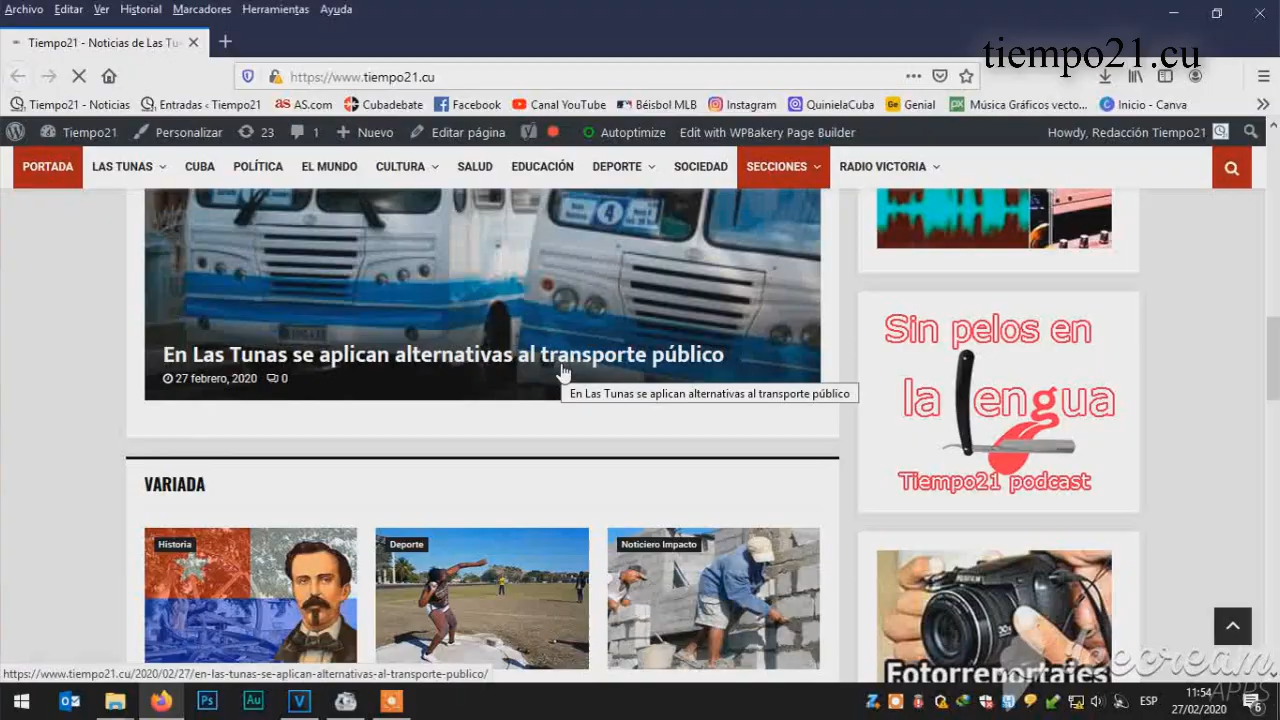 Archivo Editar Ver Historial Marcadores Herramientas Ayuda
Tiempo21 - Noticias de Las Tu
tiempo21.cu
https://www.tiempo21.cu
Tiempo21 - Noticias Entradas ‹ Tiempo21 AS.com Cubadebate Facebook Canal YouTube Béisbol MLB Instagram QuinielaCuba Genial Música Gráficos vecto... Inicio - Canva
Tiempo21 Personalizar 23 1 Nuevo Editar página Autoptimize Edit with WPBakery Page Builder Howdy, Redacción Tiempo21
PORTADA LAS TUNAS CUBA POLÍTICA EL MUNDO CULTURA SALUD EDUCACIÓN DEPORTE SOCIEDAD SECCIONES RADIO VICTORIA
4
En Las Tunas se aplican alternativas al transporte público
27 febrero, 2020 0
En Las Tunas se aplican alternativas al transporte público
Sin pelos en
la Lengua
Tiempo21 podcast
VARIADA
Historia
Deporte
Noticiero Impacto
FUJIFILM
30x
Fotorreportajes
https://www.tiempo21.cu/2020/02/27/en-las-tunas-se-aplican-alternativas-al-transporte-publico/
Icecream
APPS
ESP
11:54
27/02/2020
6